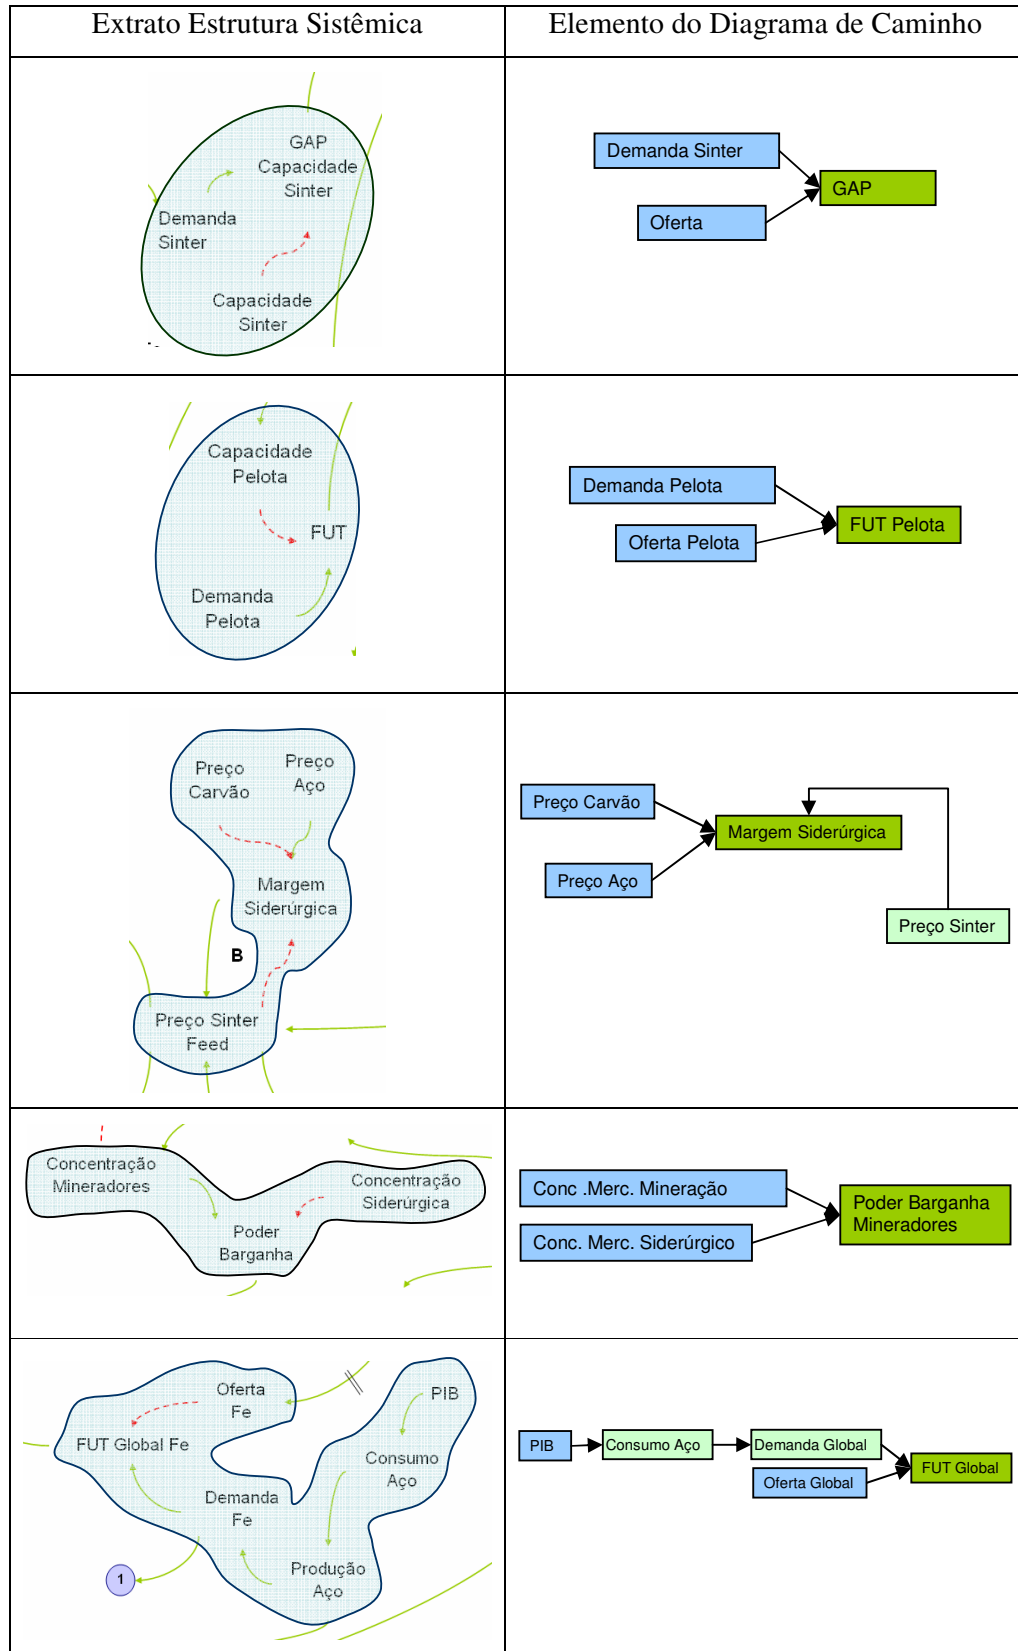 Extrato Estrutura Sistêmica
Elemento do Diagrama de Caminho
GAP
Capacidade
Sinter
Demanda
Sinter
Capacidade
Sinter
Demanda Sinter
GAP
Oferta
Capacidade
Pelota
FUT
Demanda
Pelota
Demanda Pelota
FUT Pelota
Oferta Pelota
Preço
Carvão
Preço
Aço
Margem
Siderúrgica
B
Preço Sinter
Feed
Preço Carvão
Margem Siderúrgica
Preço Aço
Preço Sinter
Concentração
Mineradores
Concentração
Siderúrgica
Poder
Barganha
Conc .Merc. Mineração
Poder Barganha
Mineradores
Conc. Merc. Siderúrgico
Oferta
Fe
PIB
FUT Global Fe
Consumo
Aço
Demanda
Fe
Produção
Aço
1
PIB
Consumo Aço
Demanda Global
FUT Global
Oferta Global